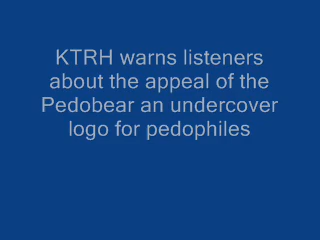 KTRH warns listeners
about the appeal of the
Pedobear an undercover
logo for pedophiles